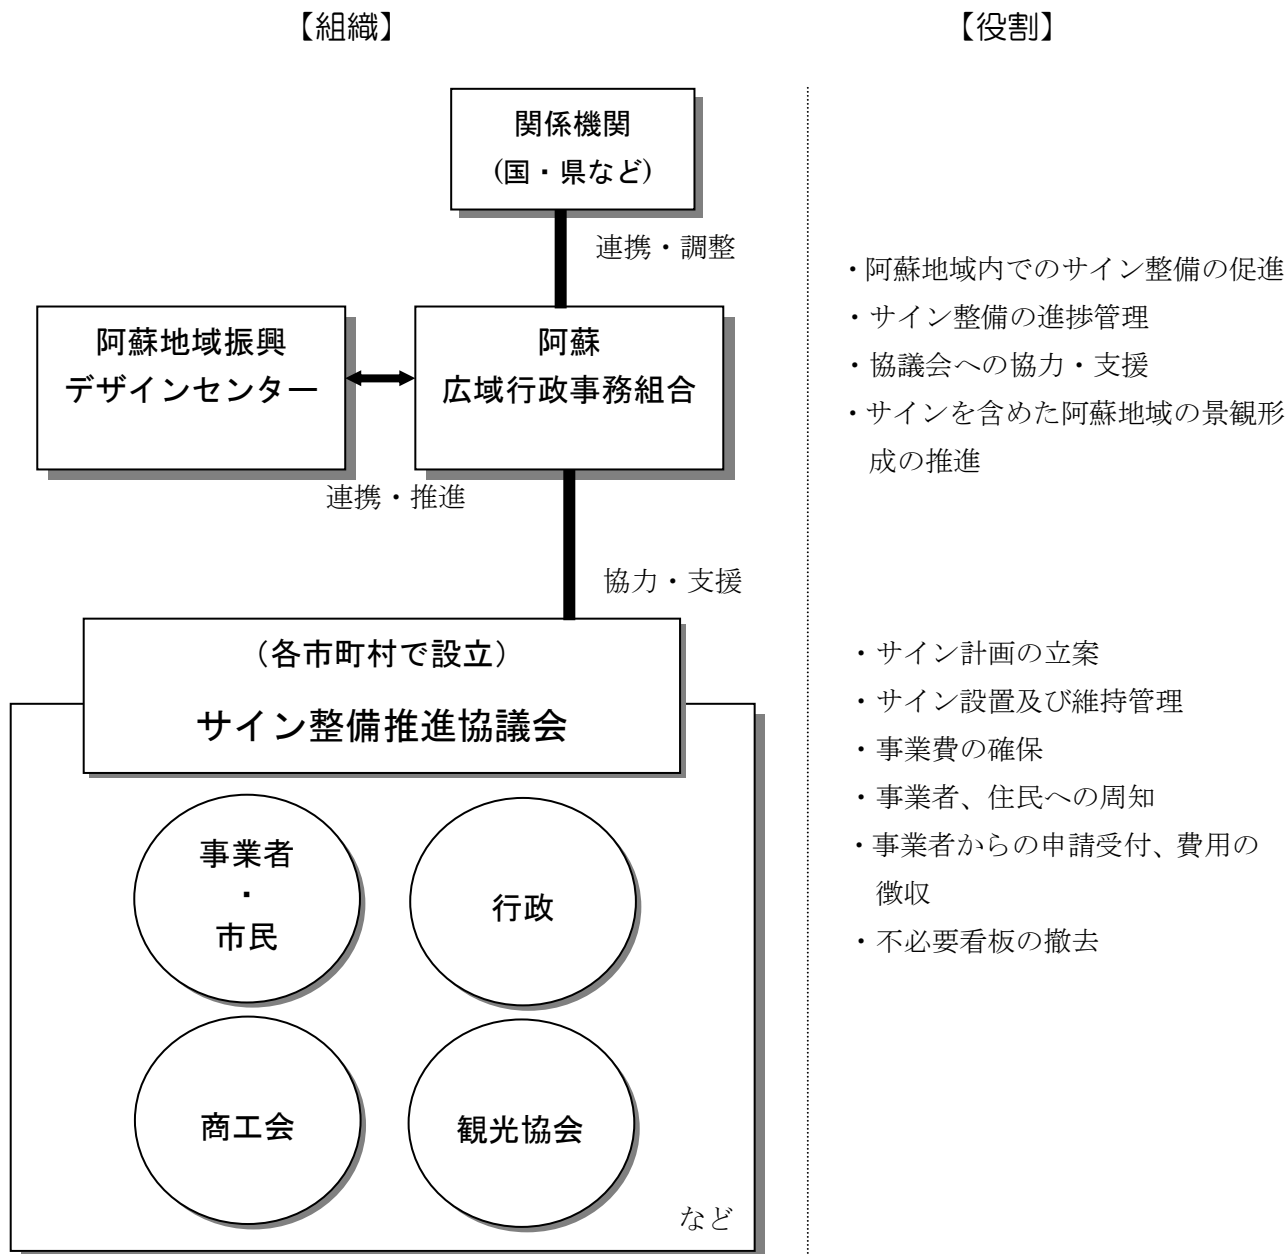 【組織】
【役割】
関係機関
(国・県など)
連携・調整
阿蘇地域振興
デザインセンター
阿蘇
広域行政事務組合
連携・推進
協力・支援
・阿蘇地域内でのサイン整備の促進
・サイン整備の進捗管理
・協議会への協力・支援
・サインを含めた阿蘇地域の景観形
成の推進
（各市町村で設立）
サイン整備推進協議会
事業者
・
市民
行政
商工会
観光協会
など
・サイン計画の立案
・サイン設置及び維持管理
・事業費の確保
・事業者、住民への周知
・事業者からの申請受付、費用の
徴収
・不必要看板の撤去